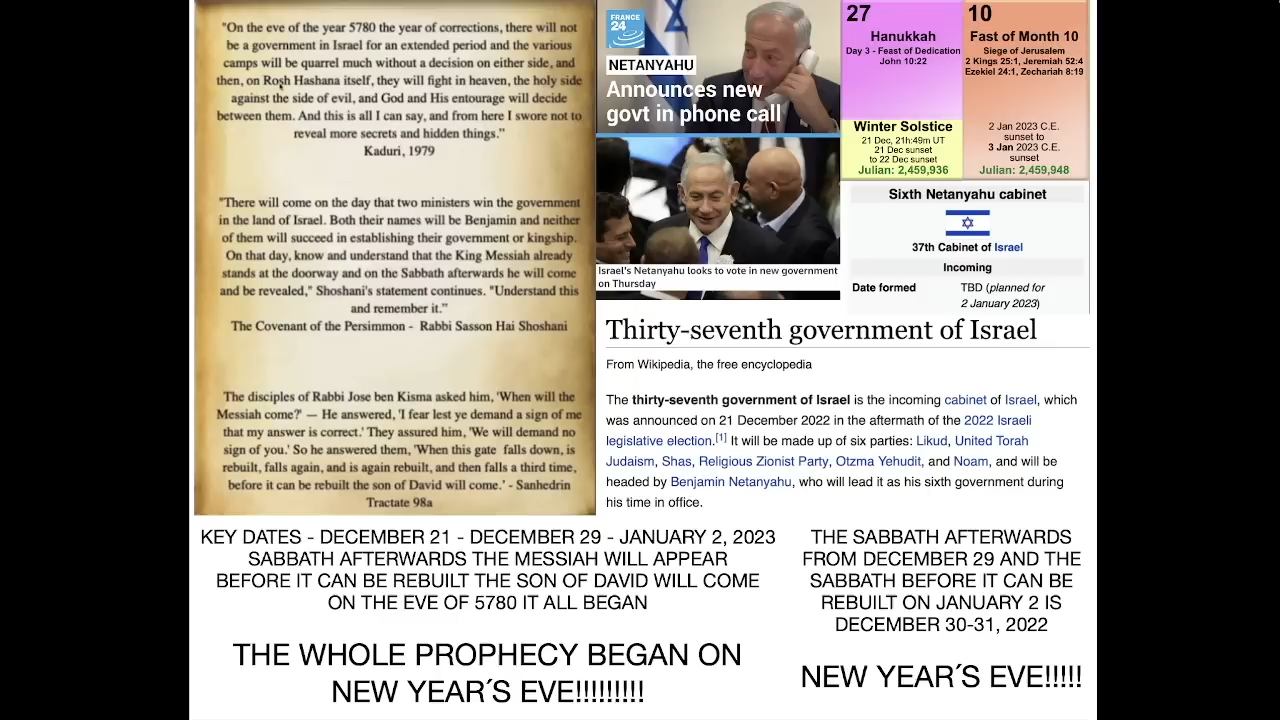 "On the eve of the year 5780 the year of corrections, there will not
be a government in Israel for an extended period and the various
camps will be quarrel much without a decision on either side, and
then, on Rosh Hashana itself, they will fight in heaven, the holy side
against the side of evil, and God and His entourage will decide
between them. And this is all I can say, and from here I swore not to
reveal more secrets and hidden things."
Kaduri, 1979
"There will come on the day that two ministers win the government
in the land of Israel. Both their names will be Benjamin and neither
of them will succeed in establishing their government or kingship.
On that day, know and understand that the King Messiah already
stands at the doorway and on the Sabbath afterwards he will come
and be revealed," Shoshani's statement continues. "Understand this
and remember it."
The Covenant of the Persimmon - Rabbi Sasson Hai Shoshani
The disciples of Rabbi Jose ben Kisma asked him, 'When will the
Messiah come?' — He answered, 'I fear lest ye demand a sign of me
that my answer is correct.' They assured him, 'We will demand no
sign of you.' So he answered them, 'When this gate falls down, is
rebuilt, falls again, and is again rebuilt, and then falls a third time,
before it can be rebuilt the son of David will come.' - Sanhedrin
Tractate 98a
FRANCE
24
NETANYAHU
Announces new
govt in phone call
Israel's Netanyahu looks to vote in new government
on Thursday
27
Hanukkah
Day 3 - Feast of Dedication
John 10:22
Winter Solstice
21 Dec, 21h:49m UT
21 Dec sunset
to 22 Dec sunset
Julian: 2,459,936
10
Fast of Month 10
Siege of Jerusalem
2 Kings 25:1, Jeremiah 52:4
Ezekiel 24:1, Zechariah 8:19
2 Jan 2023 C.E.
sunset to
3 Jan 2023 C.E.
sunset
Julian: 2,459,948
Sixth Netanyahu cabinet
37th Cabinet of Israel
Incoming
Date formed TBD (planned for
2 January 2023)
Thirty-seventh government of Israel
From Wikipedia, the free encyclopedia
The thirty-seventh government of Israel is the incoming cabinet of Israel, which
was announced on 21 December 2022 in the aftermath of the 2022 Israeli
legislative election.[1] It will be made up of six parties: Likud, United Torah
Judaism, Shas, Religious Zionist Party, Otzma Yehudit, and Noam, and will be
headed by Benjamin Netanyahu, who will lead it as his sixth government during
his time in office.
KEY DATES - DECEMBER 21 - DECEMBER 29 - JANUARY 2, 2023
SABBATH AFTERWARDS THE MESSIAH WILL APPEAR
BEFORE IT CAN BE REBUILT THE SON OF DAVID WILL COME
ON THE EVE OF 5780 IT ALL BEGAN
THE WHOLE PROPHECY BEGAN ON
NEW YEAR´S EVE!!!!!!!!!
THE SABBATH AFTERWARDS
FROM DECEMBER 29 AND THE
SABBATH BEFORE IT CAN BE
REBUILT ON JANUARY 2 IS
DECEMBER 30-31, 2022
NEW YEAR´S EVE!!!!!